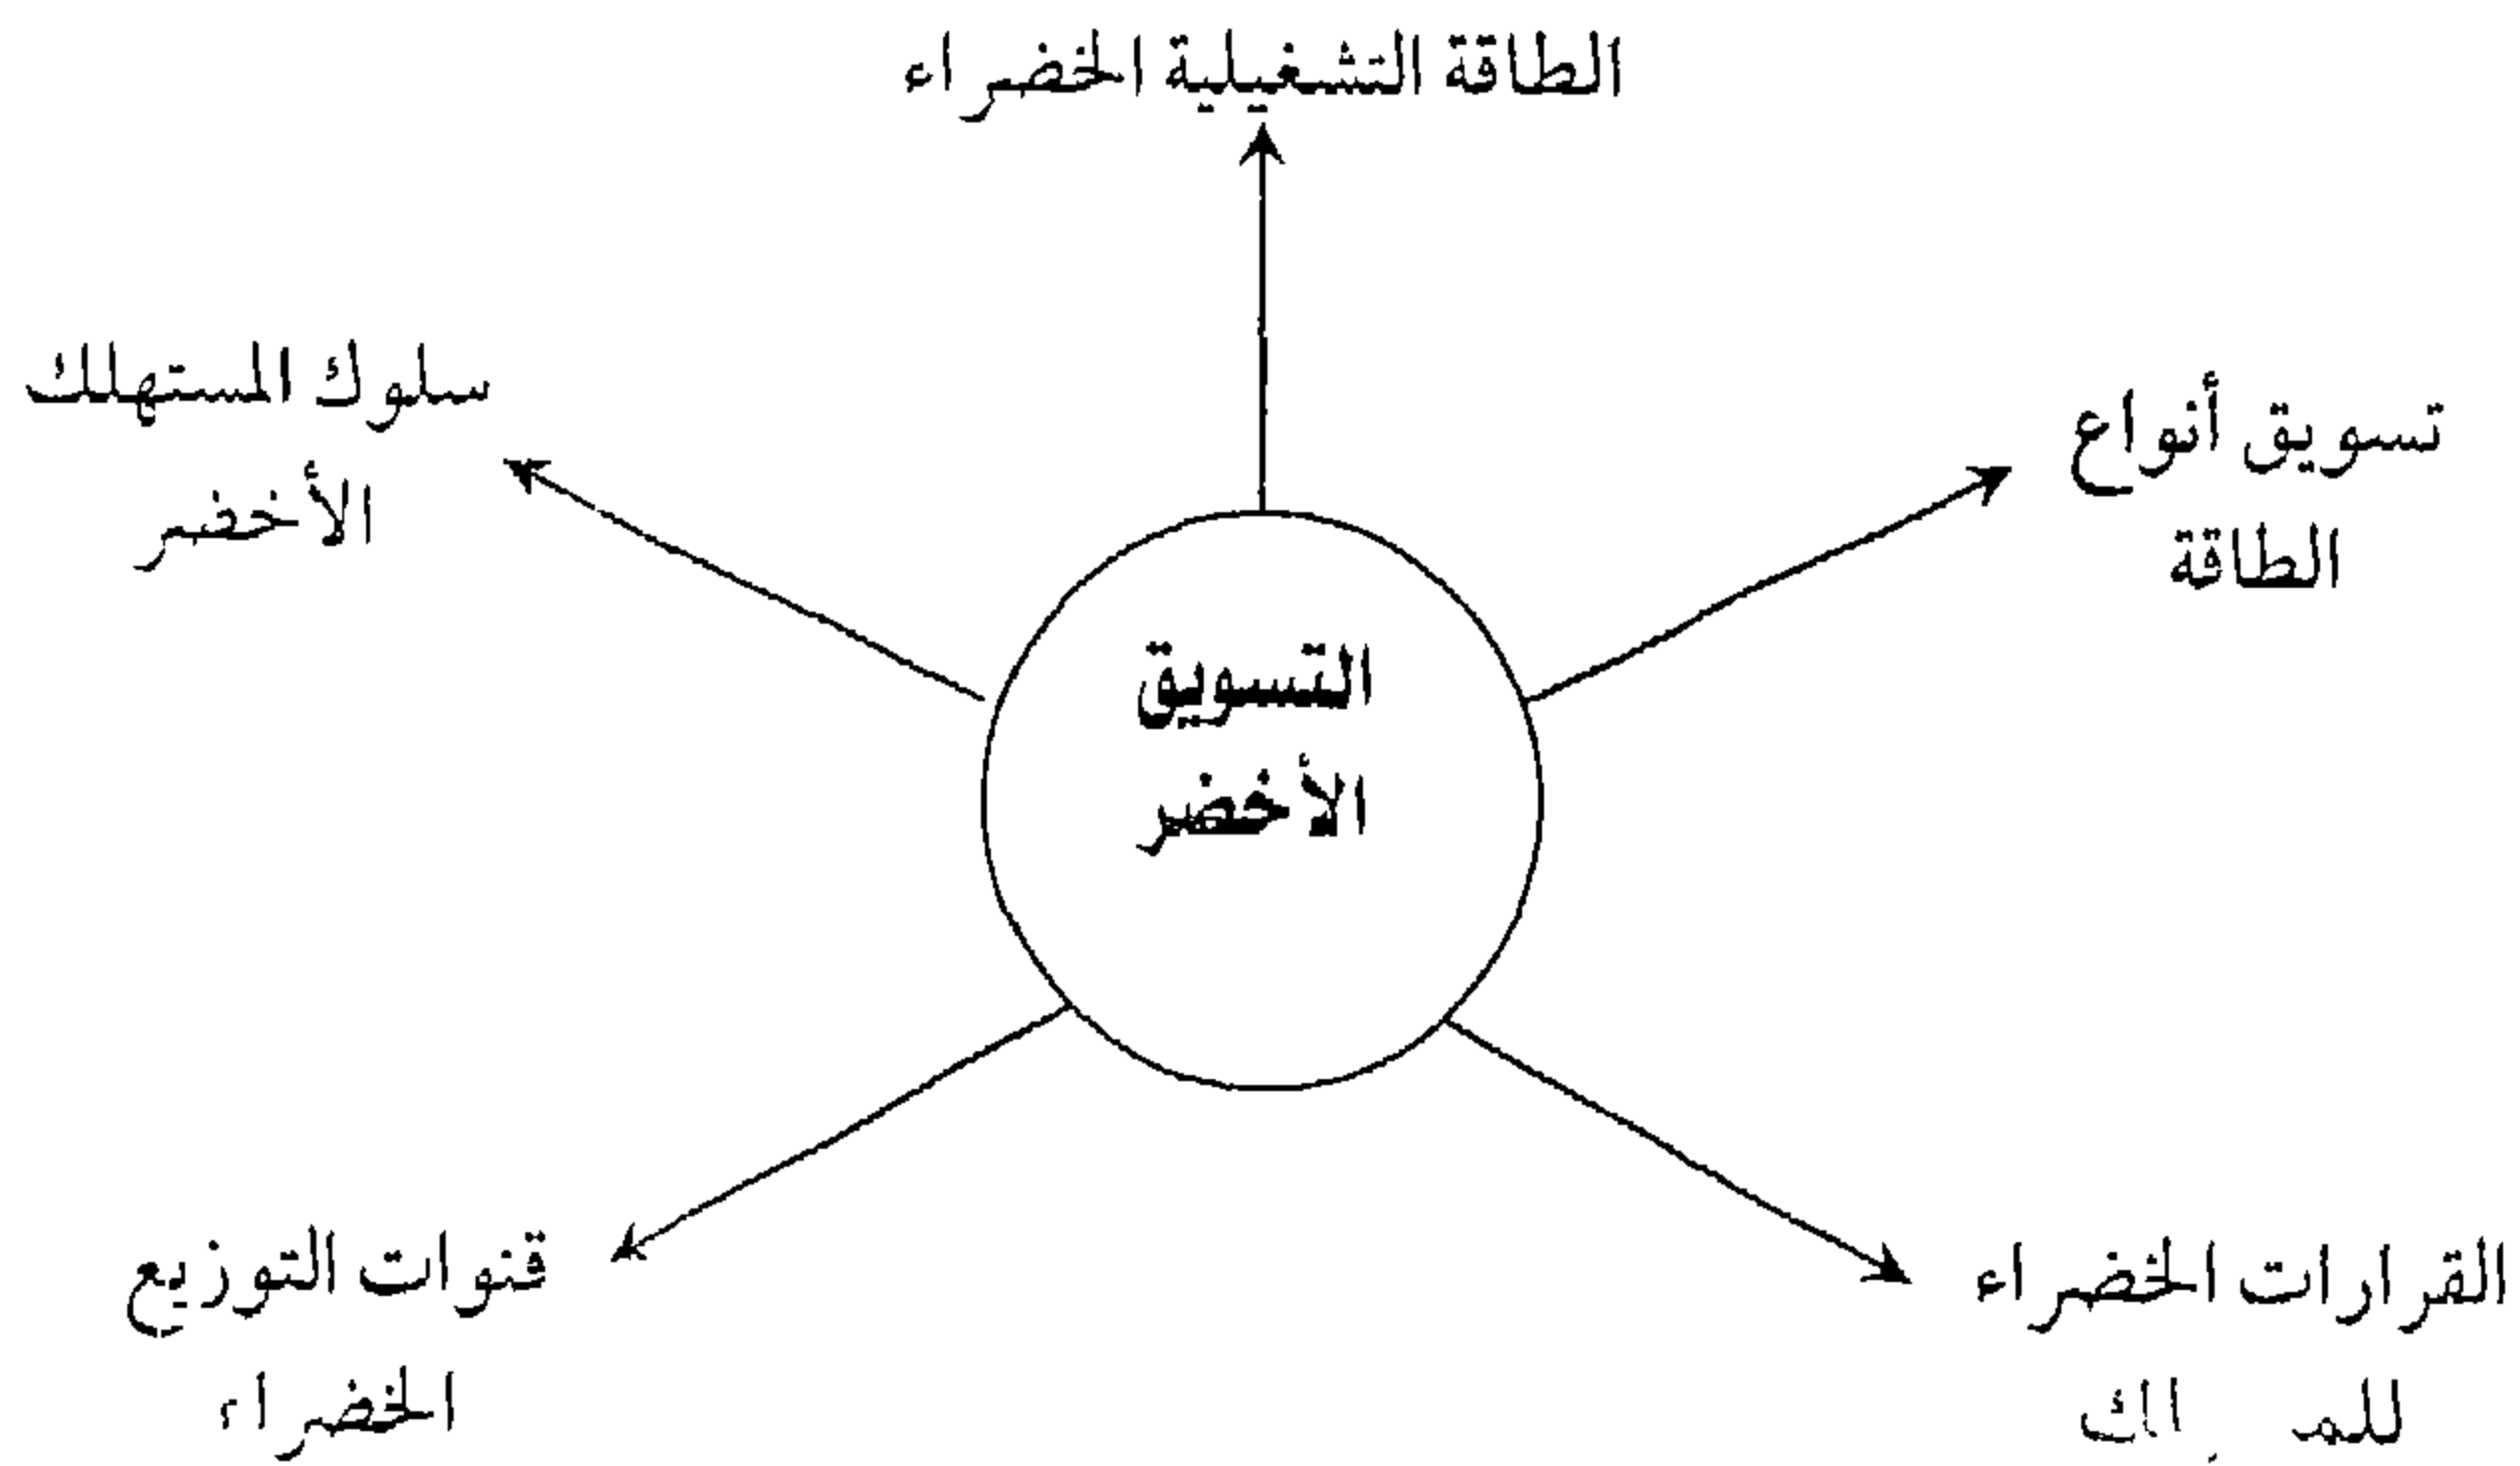 الطاقة التشغيلية الخضراء
تسويق أنواع
الطاقة
سلوك المستهلك
الأخضر
التسويق
الأخضر
القرارات الخضراء
قنوات التوزيع
الخضراء